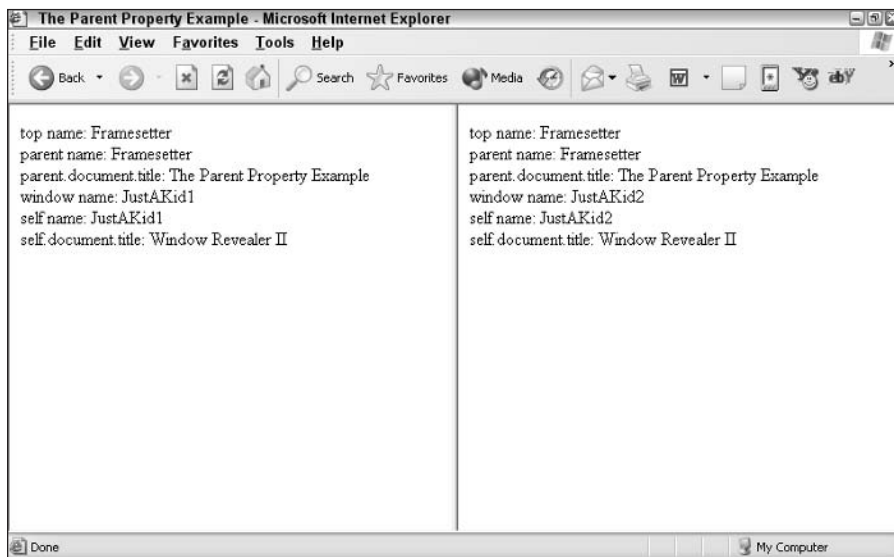 The Parent Property Example - Microsoft Internet Explorer
File Edit View Favorites Tools Help
Back Search Favorites Media
top name: Framesetter
parent name: Framesetter
parent.document.title: The Parent Property Example
window name: JustAKid1
self name: JustAKid1
self.document.title: Window Revealer II
top name: Framesetter
parent name: Framesetter
parent.document.title: The Parent Property Example
window name: JustAKid2
self name: JustAKid2
self.document.title: Window Revealer II
Done My Computer